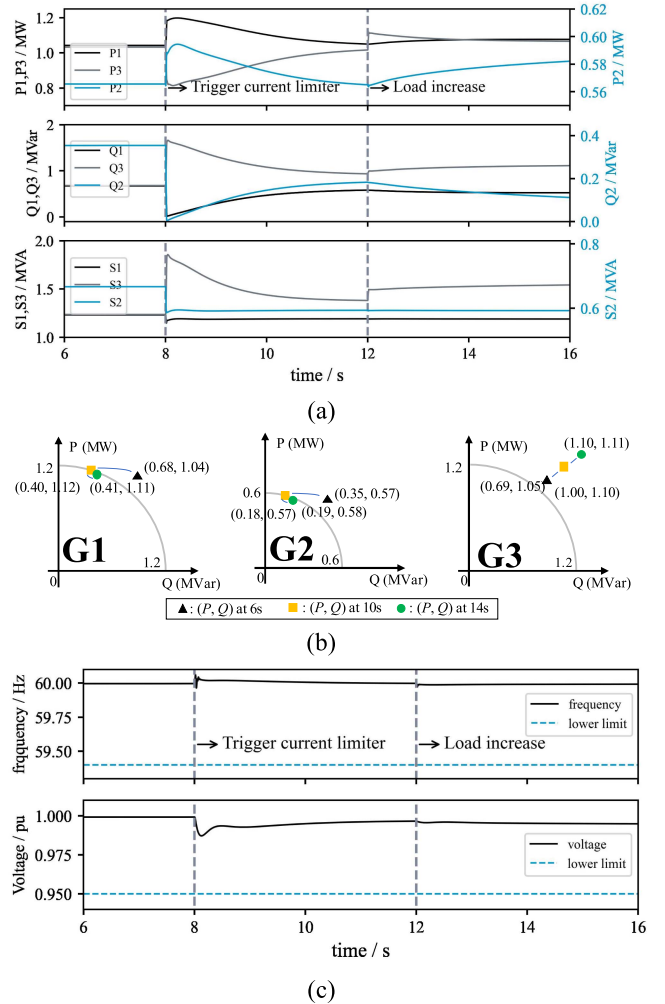 P1,P3 / MW
1.2
1.0
0.8
P1
P3
P2
Trigger current limiter
Load increase
0.62
0.60
0.58
0.56
P2 / MW
Q1,Q3 / MVar
2
1
0
Q1
Q3
Q2
0.4
0.2
0.0
Q2 / MVar
S1,S3 / MVA
2.0
1.5
1.0
S1
S3
S2
0.8
0.6
S2 / MVA
6 8 10 12 14 16
time / s
(a)
P (MW)
1.2
(0.68, 1.04)
(0.40, 1.12)
(0.41, 1.11)
G1
1.2
0
Q (MVar)
P (MW)
0.6
(0.35, 0.57)
(0.18, 0.57)
(0.19, 0.58)
G2
0.6
0
Q (MVar)
P (MW)
(1.10, 1.11)
1.2
(0.69, 1.05)
(1.00, 1.10)
G3
1.2
0
Q (MVar)
: (P, Q) at 6s : (P, Q) at 10s : (P, Q) at 14s
(b)
frqquency / Hz
60.00
59.75
59.50
frequency
lower limit
Trigger current limiter
Load increase
Voltage / pu
1.000
0.975
0.950
voltage
lower limit
6 8 10 12 14 16
time / s
(c)